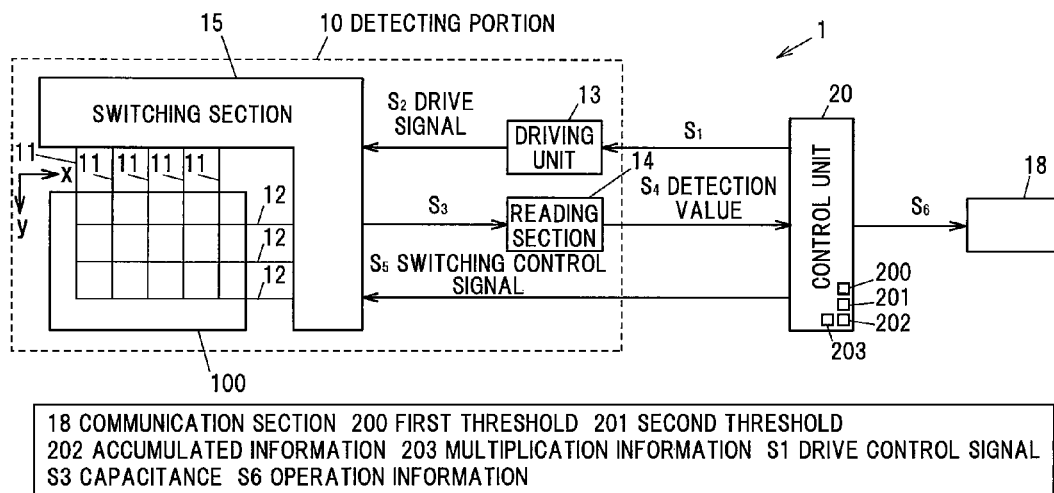 10 DETECTING PORTION
15
1
SWITCHING SECTION
S₂ DRIVE SIGNAL
13
DRIVING UNIT
S₁
20
CONTROL UNIT
11 11 11 11
x
y
14
S₄ DETECTION VALUE
18
12
S₃
READING SECTION
S₆
12
S₅ SWITCHING CONTROL SIGNAL
12
200
201
202
203
100
18 COMMUNICATION SECTION 200 FIRST THRESHOLD 201 SECOND THRESHOLD
202 ACCUMULATED INFORMATION 203 MULTIPLICATION INFORMATION S1 DRIVE CONTROL SIGNAL
S3 CAPACITANCE S6 OPERATION INFORMATION